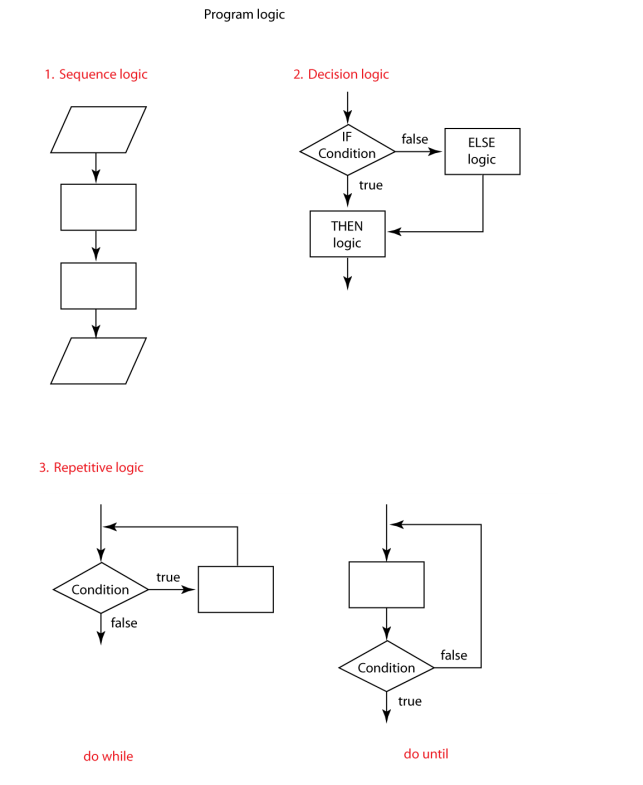 Program logic
1. Sequence logic
2. Decision logic
IF
Condition
false
ELSE
logic
true
THEN
logic
3. Repetitive logic
Condition
true
false
do while
Condition
false
true
do until